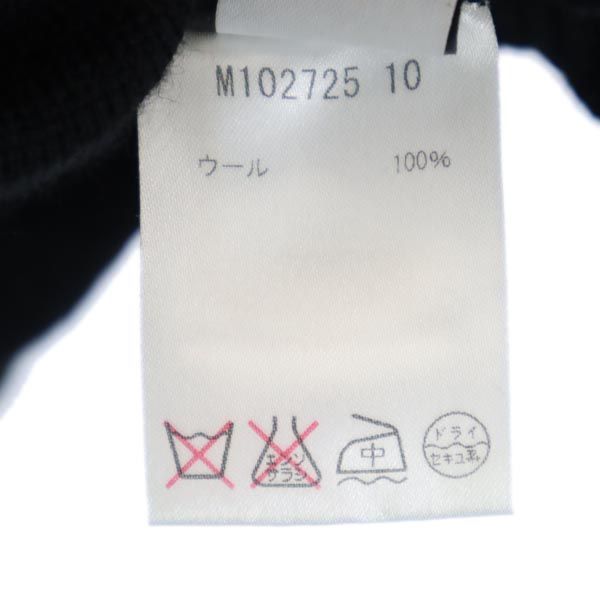 M102725 10
ウール 100%
エンソ
サラシ
中
ドライ
セキユ系